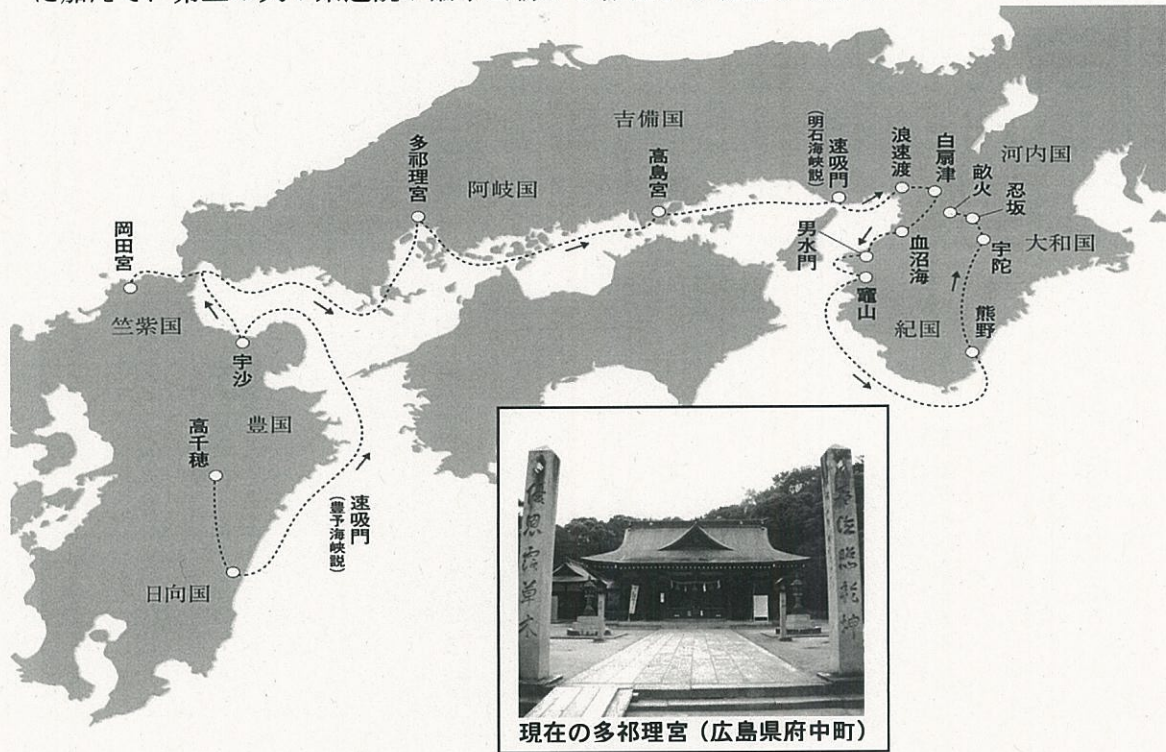 吉備国
阿岐国
多祁理宮
高島宮
速吸門
(明石海峡説)
浪速渡
白肩津
河内国
畝火
忍坂
大和国
宇陀
男水門
血沼海
竈山
紀国
熊野
岡田宮
竺紫国
宇沙
豊国
高千穂
速吸門
(豊予海峡説)
日向国
現在の多祁理宮(広島県府中町)